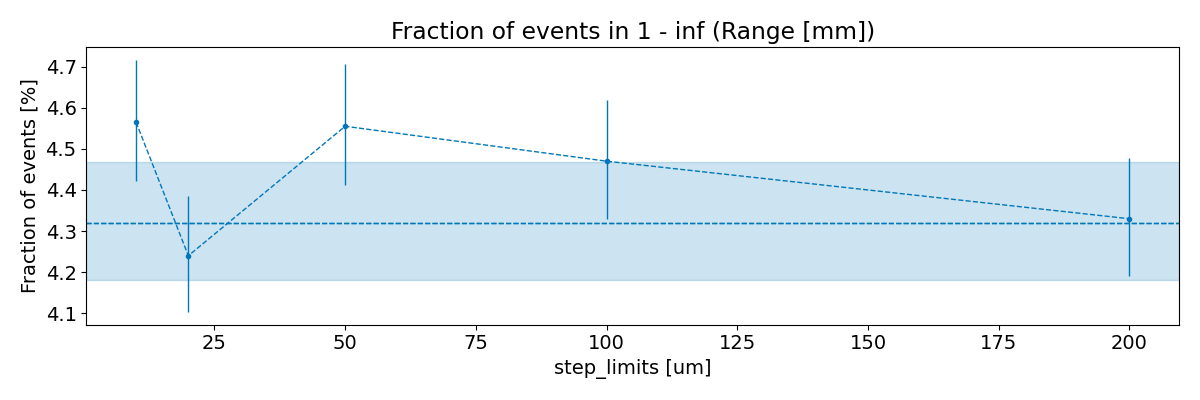 Fraction of events in 1 - inf (Range [mm])
Fraction of events [%]
4.7
4.6
4.5
4.4
4.3
4.2
4.1
25 50 75 100 125 150 175 200
step_limits [um]